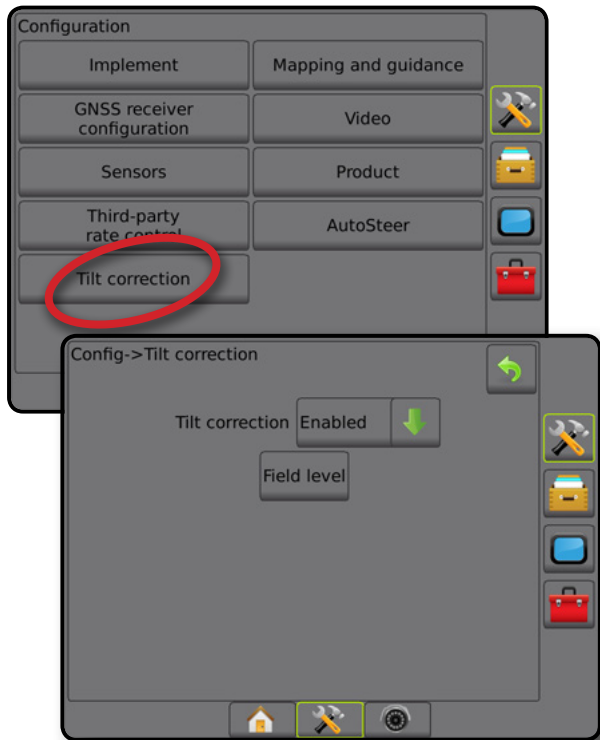 Configuration
Implement
Mapping and guidance
GNSS receiver
configuration
Video
Sensors
Product
Third-party
rate control
AutoSteer
Tilt correction
Config->Tilt correction
Tilt correction
Enabled
Field level